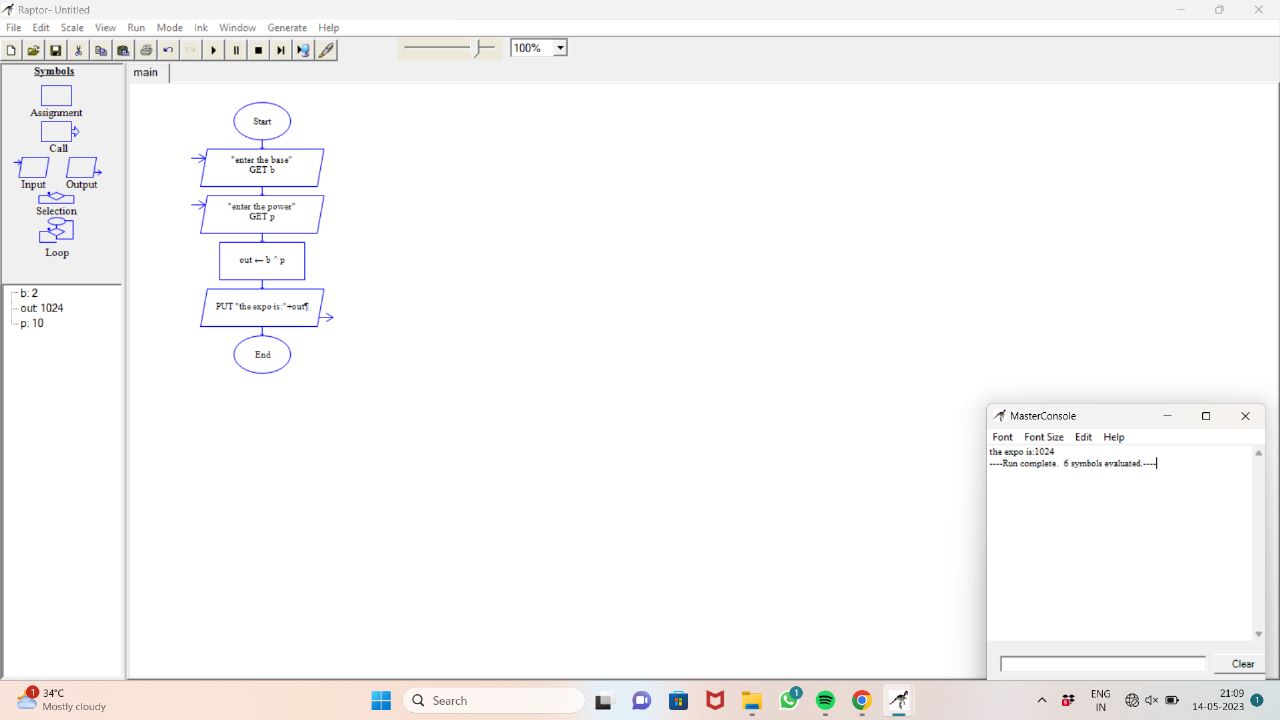 Raptor- Untitled
File Edit Scale View Run Mode Ink Window Generate Help
100%
Symbols
main
Assignment
Call
Input Output
Selection
Loop
b: 2
out: 1024
p: 10
Start
"enter the base"
GET b
"enter the power"
GET p
out ← b ^ p
PUT "the expo is:"+out¶
End
MasterConsole
Font Font Size Edit Help
the expo is:1024
----Run complete. 6 symbols evaluated.----
Clear
1
34°C
Mostly cloudy
Search
1
ENG
IN
21:09
14-05-2023
1